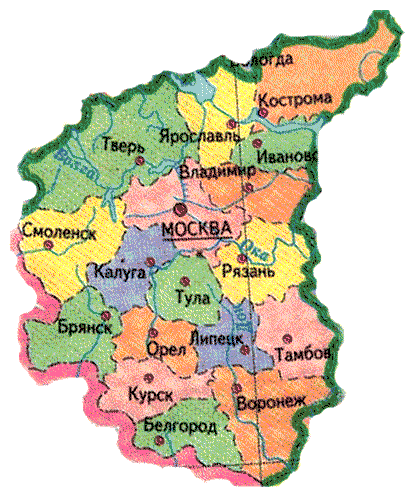 Вологда
Кострома
Ярославль
Тверь
Волга
Иваново
Владимир
Смоленск
МОСКВА
Ока
Калуга
Рязань
Тула
Брянск
Орел
Липецк
Дон
Тамбов
Курск
Воронеж
Белгород